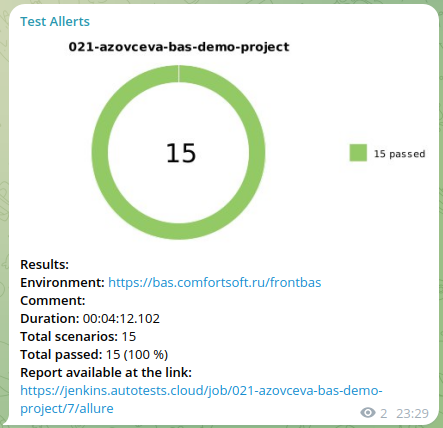 Test Allerts
021-azovceva-bas-demo-project
15
15 passed
Results:
Environment: https://bas.comfortsoft.ru/frontbas
Comment:
Duration: 00:04:12.102
Total scenarios: 15
Total passed: 15 (100 %)
Report available at the link:
https://jenkins.autotests.cloud/job/021-azovceva-bas-demo-
project/7/allure
2 23:29